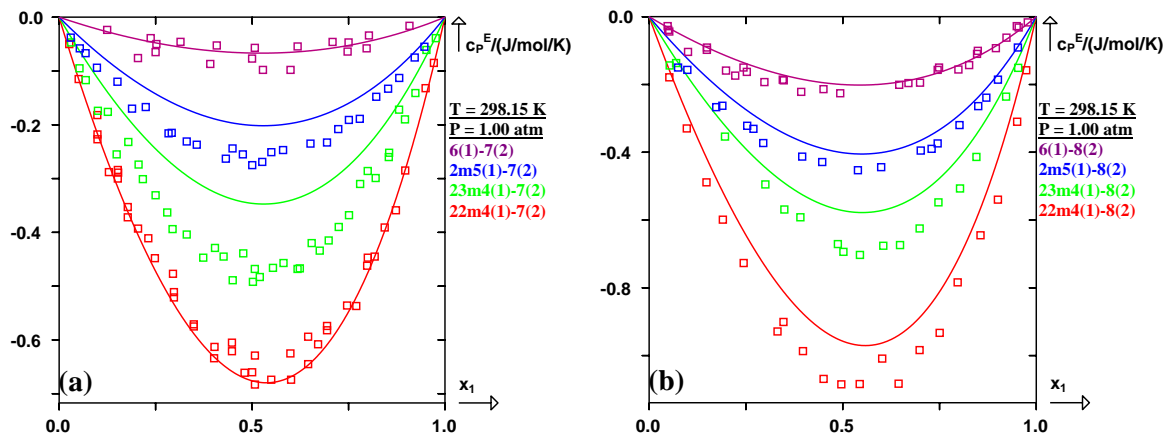 0.0
-0.2
-0.4
-0.6
0.0
0.5
1.0
c_P^E/(J/mol/K)
T = 298.15 K
P = 1.00 atm
6(1)-7(2)
2m5(1)-7(2)
23m4(1)-7(2)
22m4(1)-7(2)
(a)
x₁
0.0
-0.4
-0.8
0.0
0.5
1.0
c_P^E/(J/mol/K)
T = 298.15 K
P = 1.00 atm
6(1)-8(2)
2m5(1)-8(2)
23m4(1)-8(2)
22m4(1)-8(2)
(b)
x₁